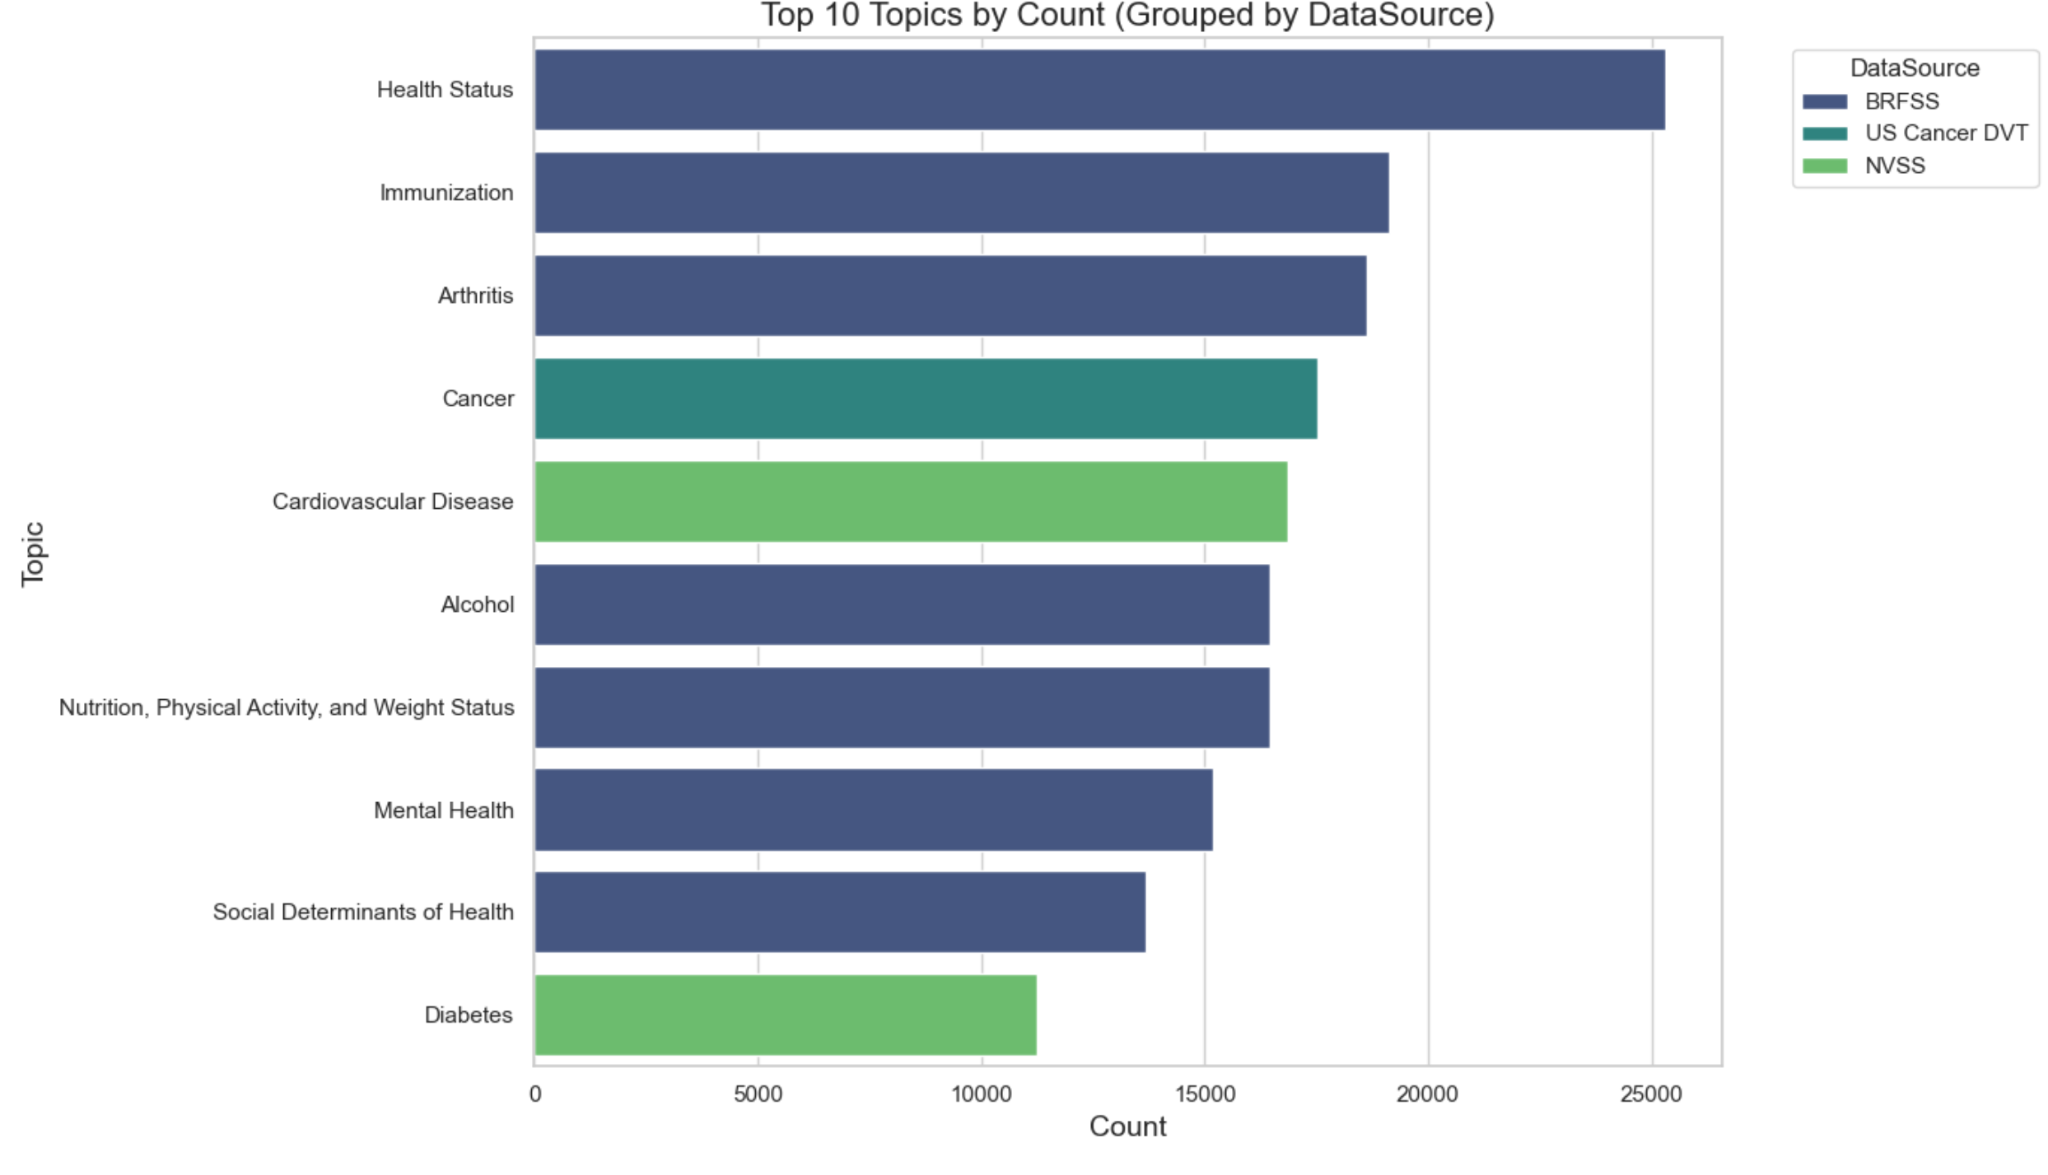 Top 10 Topics by Count (Grouped by DataSource)
DataSource
BRFSS
US Cancer DVT
NVSS
Topic
Health Status
Immunization
Arthritis
Cancer
Cardiovascular Disease
Alcohol
Nutrition, Physical Activity, and Weight Status
Mental Health
Social Determinants of Health
Diabetes
0 5000 10000 15000 20000 25000
Count